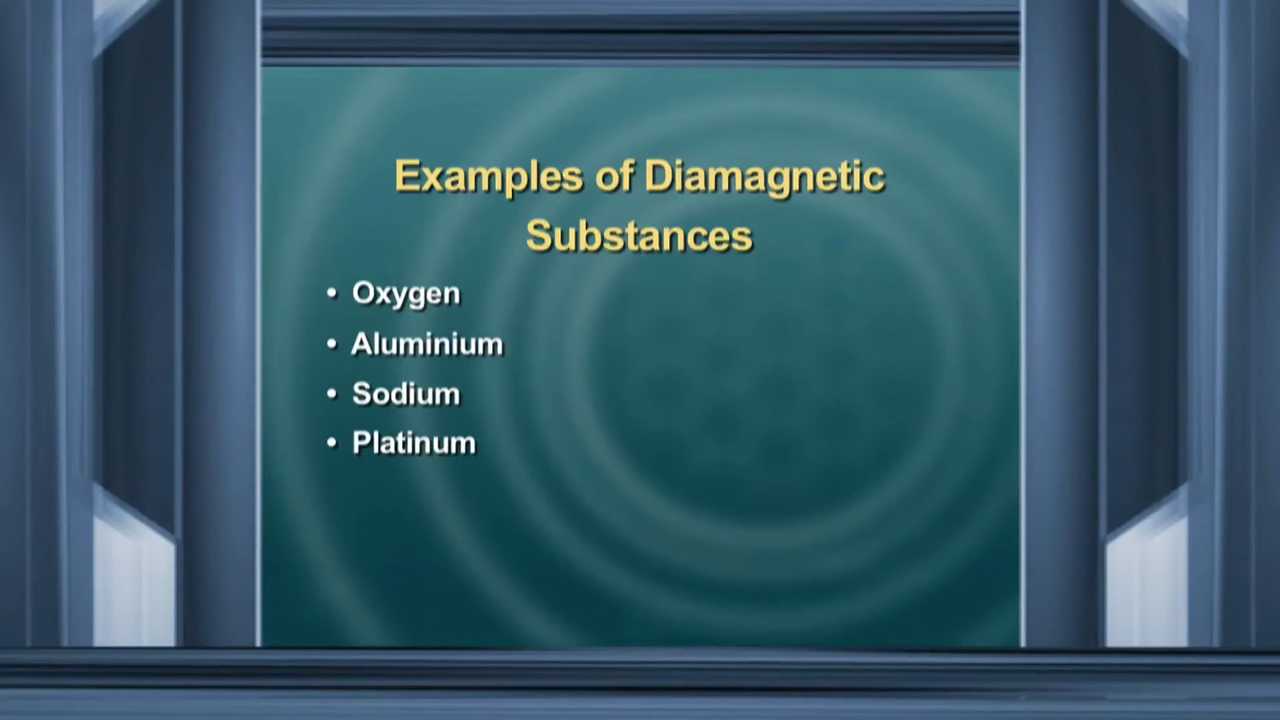 Examples of Diamagnetic
Substances
• Oxygen
• Aluminium
• Sodium
• Platinum